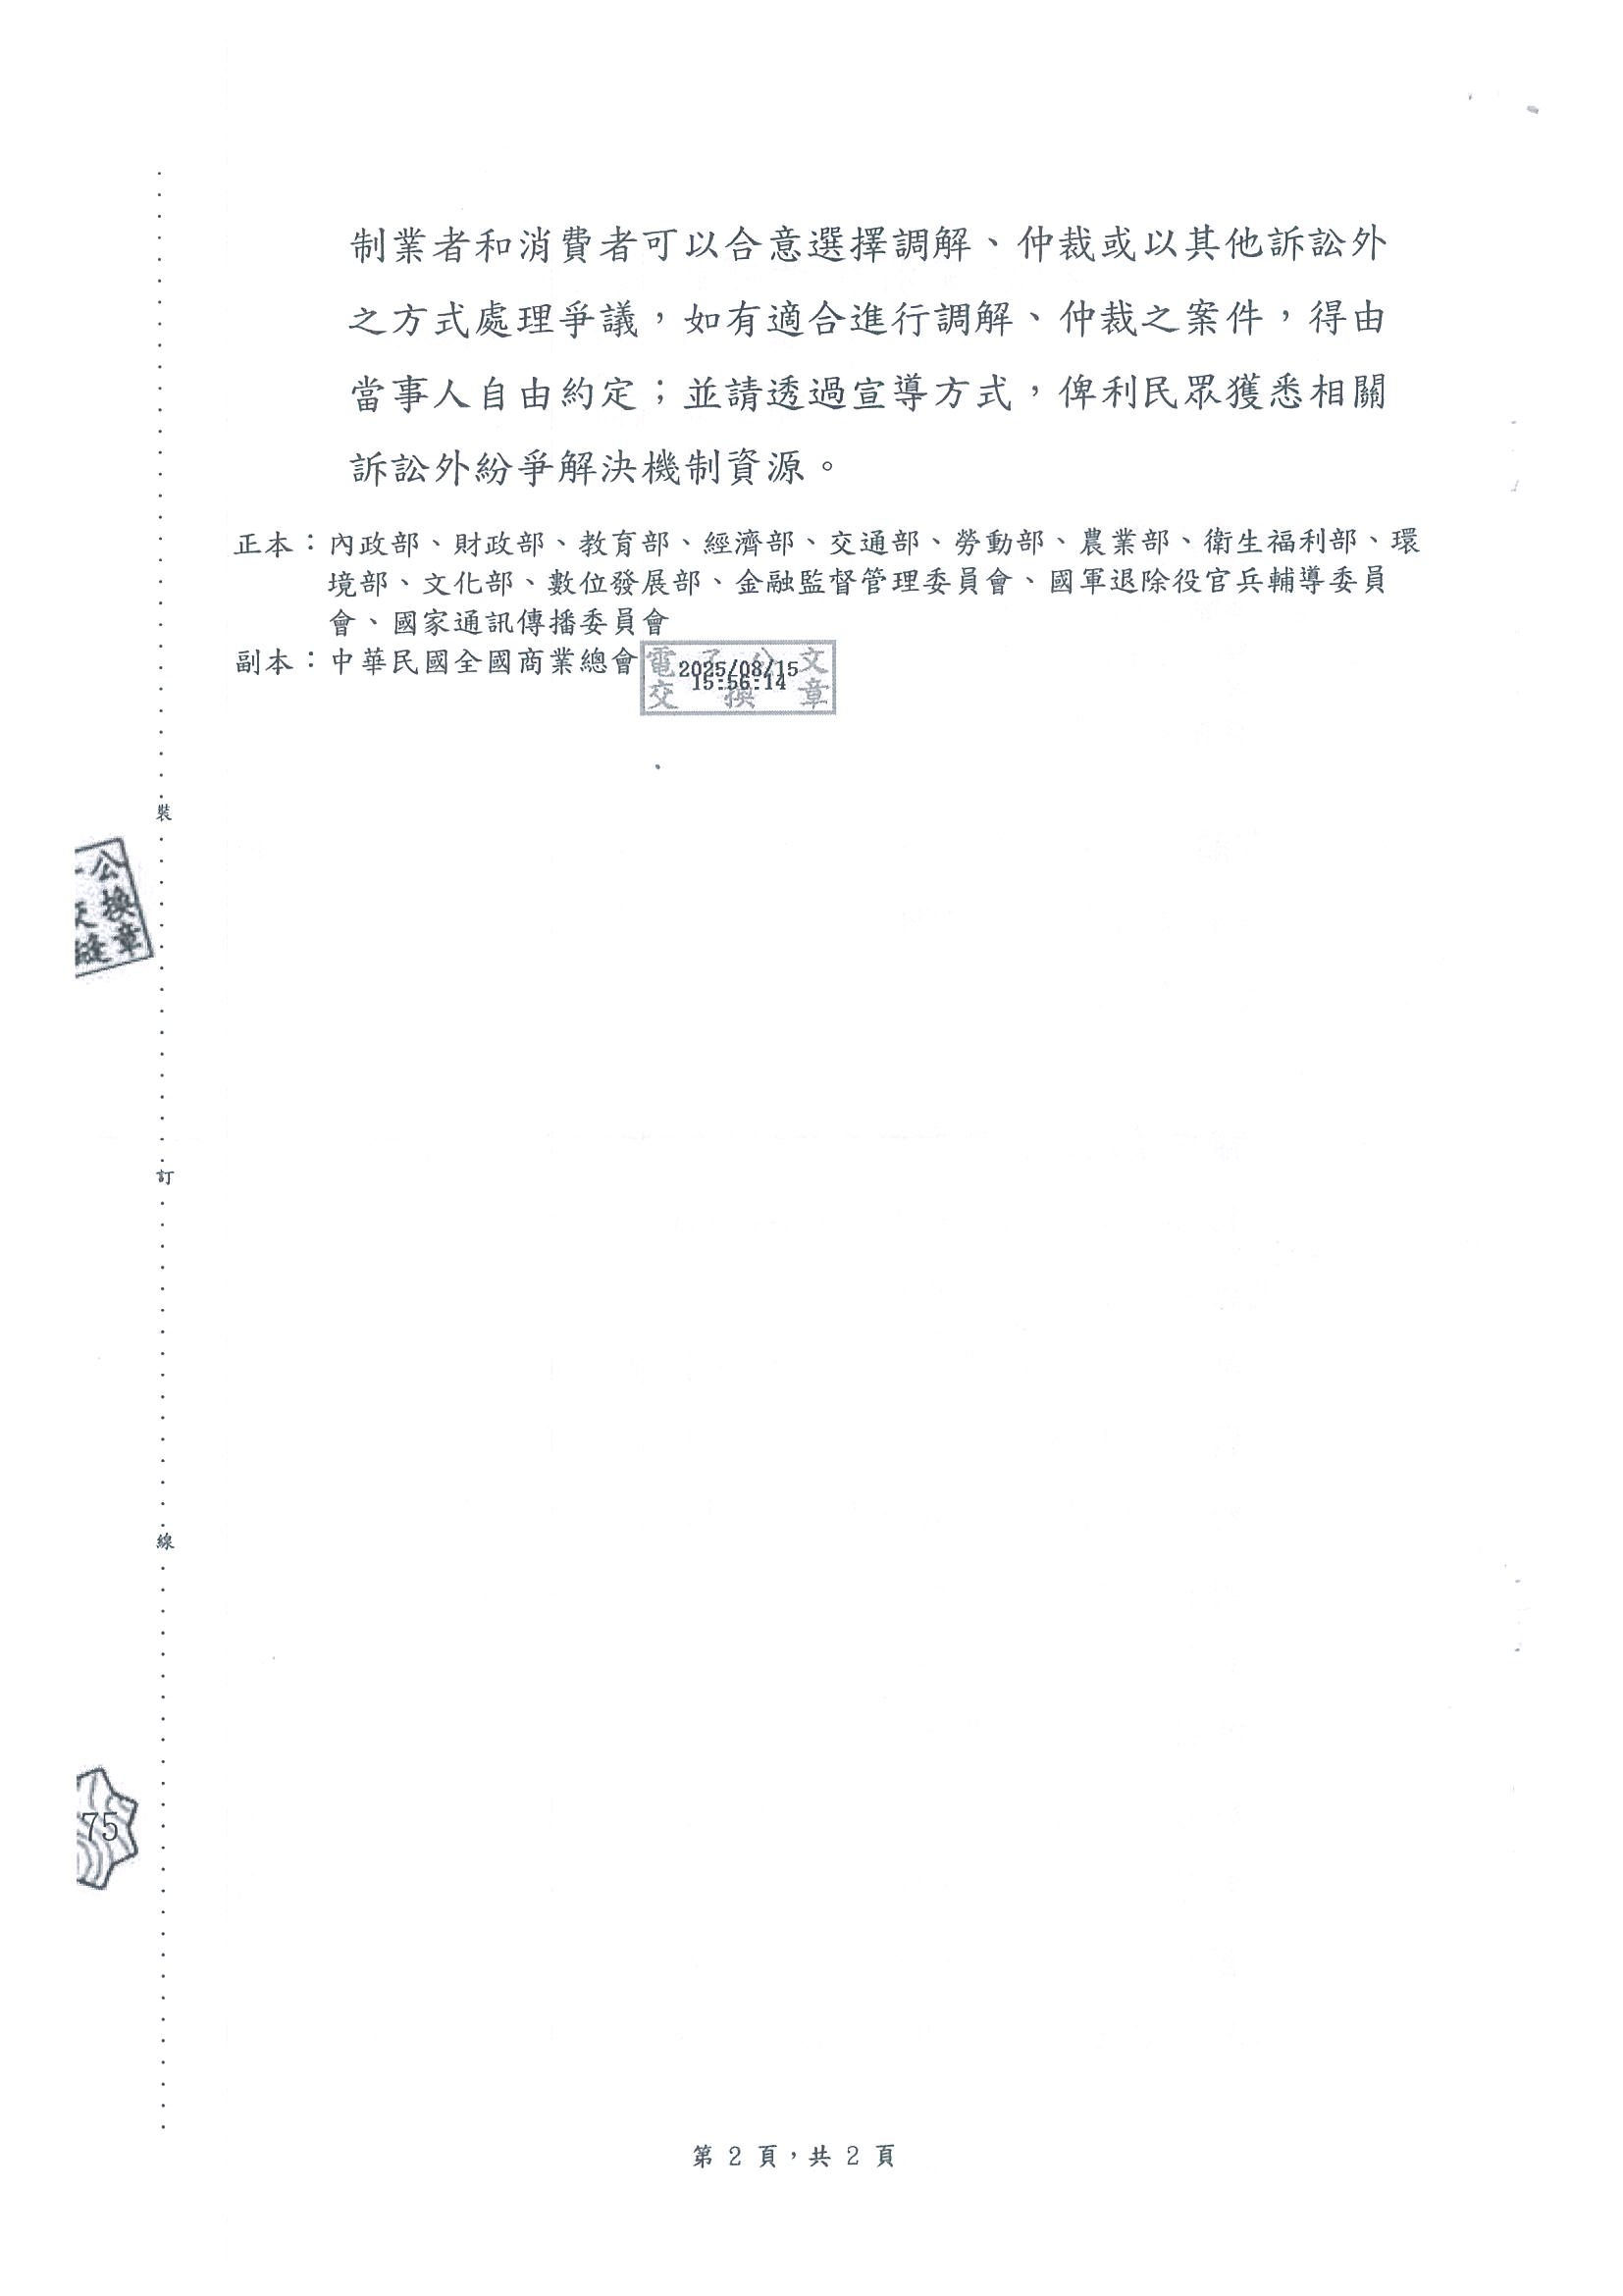 制業者和消費者可以合意選擇調解、仲裁或以其他訴訟外
之方式處理爭議，如有適合進行調解、仲裁之案件，得由
當事人自由約定；並請透過宣導方式，俾利民眾獲悉相關
訴訟外紛爭解決機制資源。
正本：內政部、財政部、教育部、經濟部、交通部、勞動部、農業部、衛生福利部、環
境部、文化部、數位發展部、金融監督管理委員會、國軍退除役官兵輔導委員
會、國家通訊傳播委員會
副本：中華民國全國商業總會
電子公文
2025/08/15
15:56:14
交換章
裝
公
換
縫章
訂
線
75
第 2 頁，共 2 頁